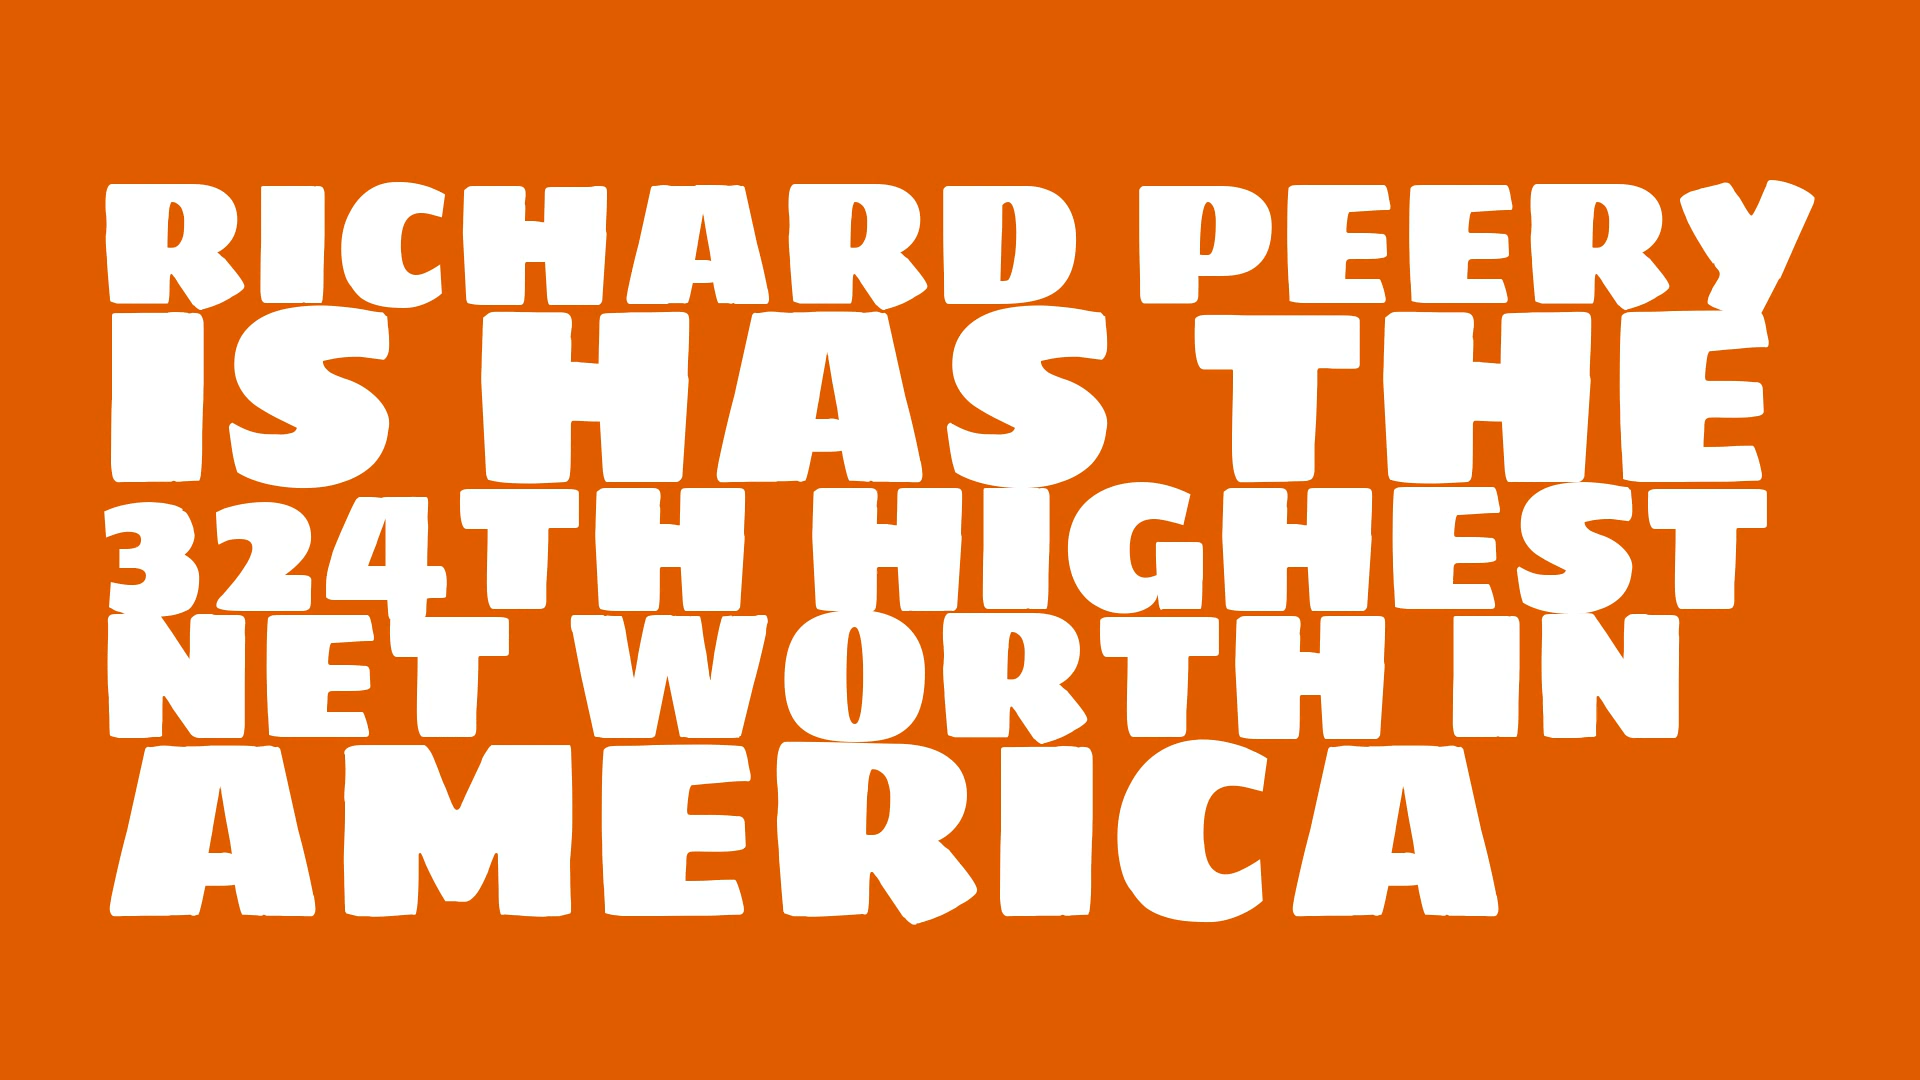 RICHARD PEERY
IS HAS THE
324TH HIGHEST
NET WORTH IN
AMERICA